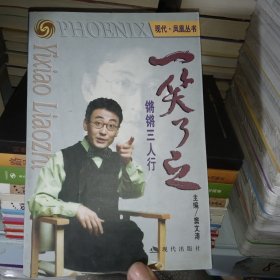 PHOENIX
现代·凤凰丛书
Yixiao Liaozhi
一笑了之
锵锵三人行
主编/窦文涛
现代出版社